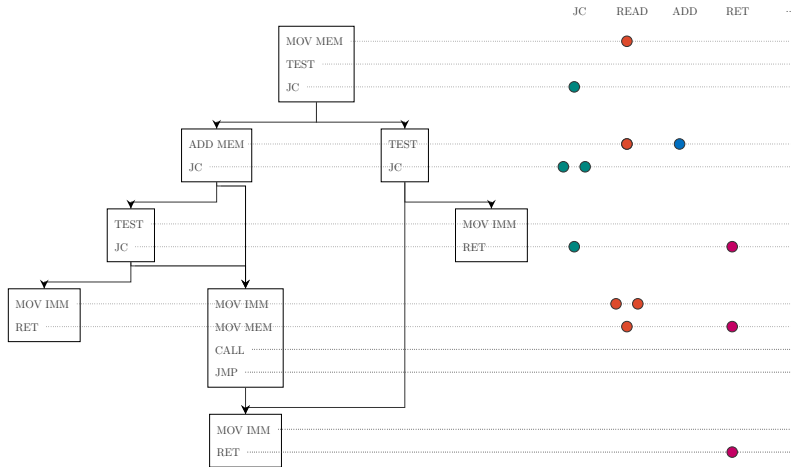 JC READ ADD RET
MOV MEM
TEST
JC
ADD MEM TEST
JC JC
TEST MOV IMM
JC RET
MOV IMM MOV IMM
RET MOV MEM
CALL
JMP
MOV IMM
RET